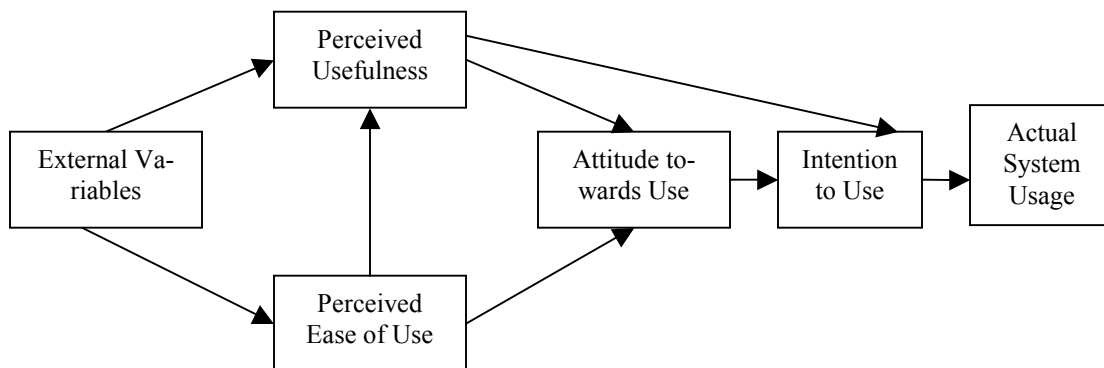 Perceived
Usefulness
External Va-
riables
Attitude to-
wards Use
Intention
to Use
Actual
System
Usage
Perceived
Ease of Use